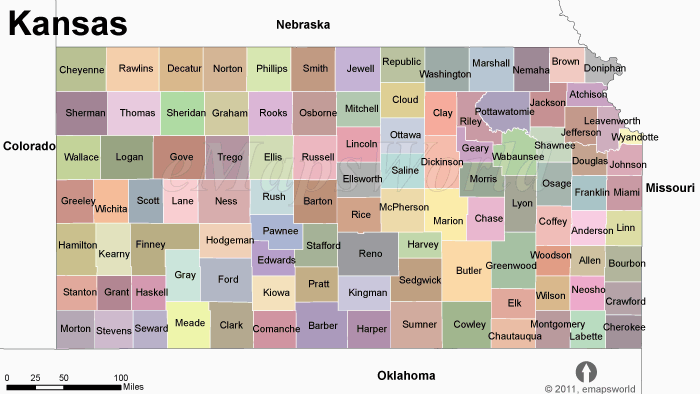 Kansas
Nebraska
Colorado
Missouri
Oklahoma
Cheyenne
Rawlins
Decatur
Norton
Phillips
Smith
Jewell
Republic
Washington
Marshall
Nemaha
Brown
Doniphan
Sherman
Thomas
Sheridan
Graham
Rooks
Osborne
Mitchell
Cloud
Clay
Riley
Pottawatomie
Jackson
Atchison
Jefferson
Leavenworth
Wyandotte
Wallace
Logan
Gove
Trego
Ellis
Russell
Lincoln
Ottawa
Saline
Dickinson
Geary
Wabaunsee
Shawnee
Douglas
Johnson
Greeley
Wichita
Scott
Lane
Ness
Rush
Barton
Ellsworth
Rice
McPherson
Marion
Morris
Chase
Lyon
Osage
Coffey
Franklin
Miami
Anderson
Linn
Hamilton
Kearny
Finney
Hodgeman
Pawnee
Edwards
Stafford
Reno
Harvey
Butler
Greenwood
Woodson
Allen
Bourbon
Stanton
Grant
Haskell
Gray
Ford
Kiowa
Pratt
Kingman
Sedgwick
Elk
Wilson
Neosho
Crawford
Morton
Stevens
Seward
Meade
Clark
Comanche
Barber
Harper
Sumner
Cowley
Chautauqua
Montgomery
Labette
Cherokee
eMapsWorld
0 25 50 100
Miles
© 2011, emapsworld